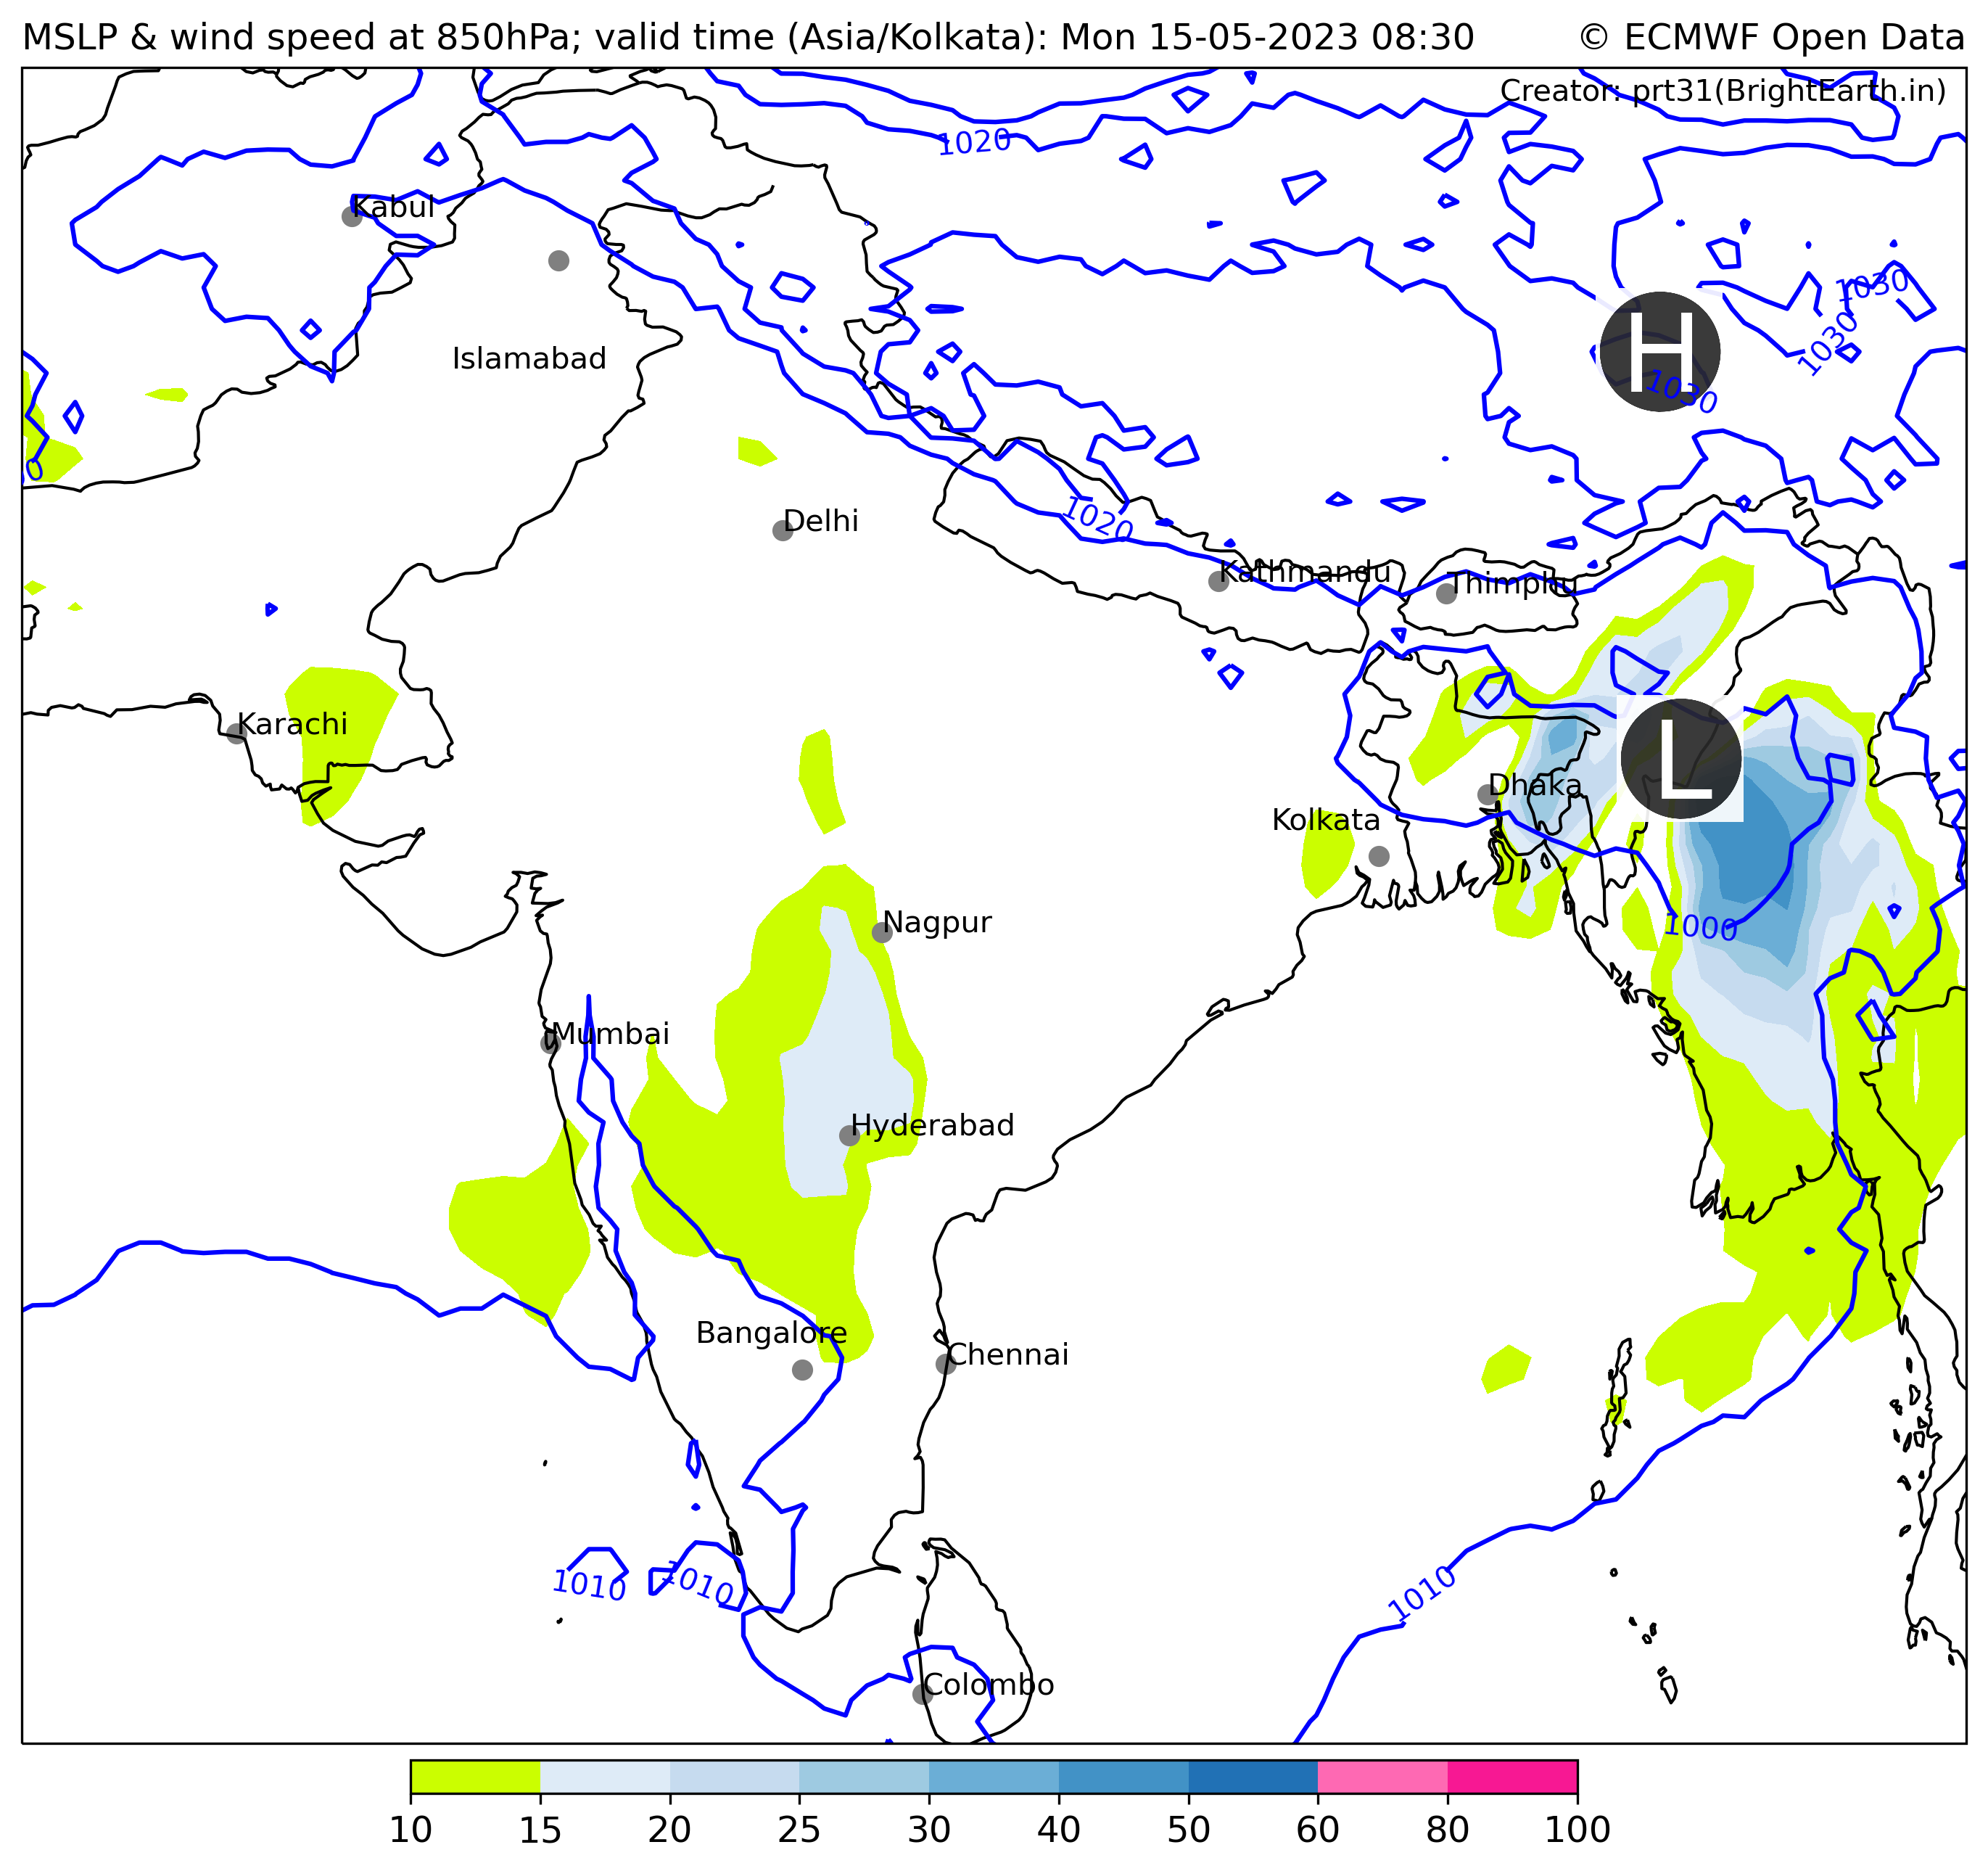 MSLP & wind speed at 850hPa; valid time (Asia/Kolkata): Mon 15-05-2023 08:30
© ECMWF Open Data
Creator: prt31(BrightEarth.in)
1020
Kabul
1030
1030
H
1030
Islamabad
0
1020
Delhi
Kathmandu
Thimphu
Karachi
L
Dhaka
Kolkata
Nagpur
1000
Mumbai
Hyderabad
Bangalore
Chennai
1010
1010
1010
Colombo
10 15 20 25 30 40 50 60 80 100